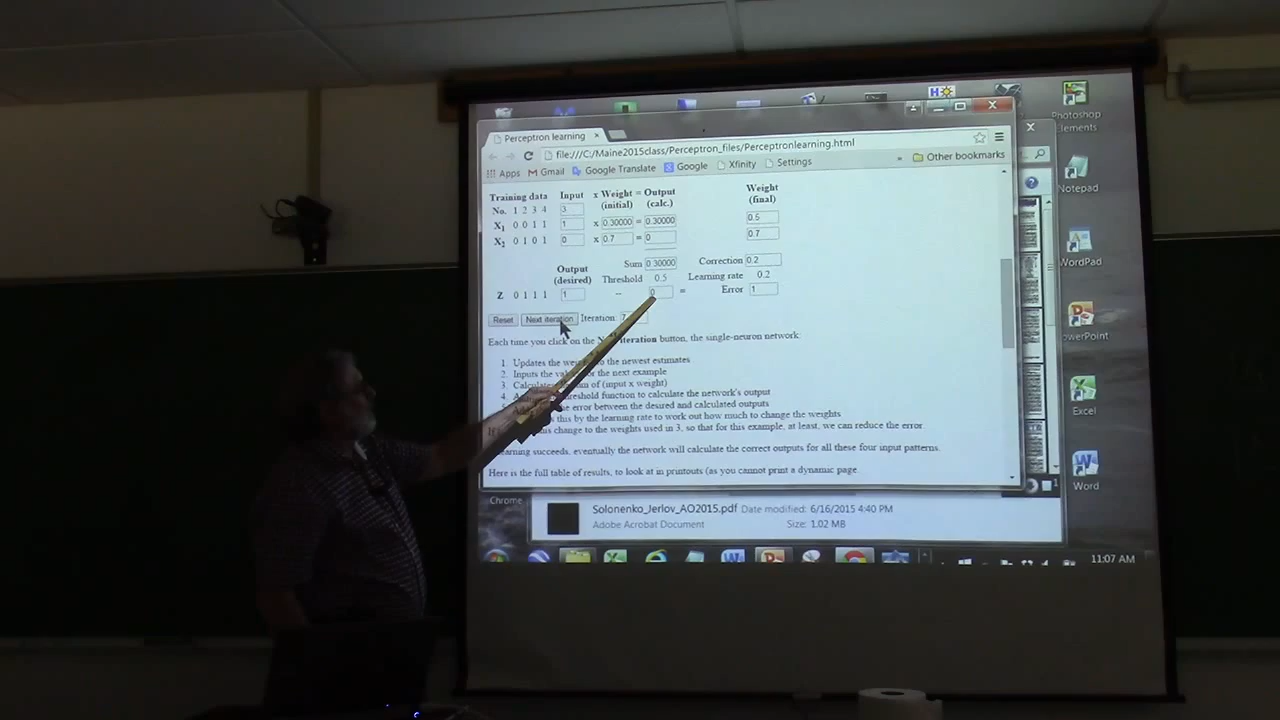 Perceptron learning
Photoshop
Elements
file:///C:/Maine2015class/Perceptron_files/Perceptronlearning.html
Apps Gmail Google Translate Google Xfinity Settings » Other bookmarks
Notepad
Training data Input x Weight = Output Weight
(initial) (calc.) (final)
No. 1 2 3 4 3
X1 0 0 1 1 1 x 0.30000 = 0.30000 0.5
X2 0 1 0 1 0 x 0.7 = 0 0.7
WordPad
Sum 0.30000 Correction 0.2
Output
(desired) Threshold 0.5 Learning rate 0.2
Z 0 1 1 1 1 -- 0 = Error 1
Reset Next iteration Iteration: 7
PowerPoint
Each time you click on the iteration button, the single-neuron network
1. Updates the to the newest estimates
2. Inputs the for the next example
3. of (input x weight)
threshold function to calculate the network's output
the error between the desired and calculated outputs
this by the learning rate to work out how much to change the weights
this change to the weights used in 3, so that for this example, at least, we can reduce the error.
Excel
learning succeeds, eventually the network will calculate the correct outputs for all these four input patterns.
Here is the full table of results, to look at in printouts (as you cannot print a dynamic page.
Word
Chrome
Solonenko_Jerlov_AO2015.pdf Date modified: 6/16/2015 4:40 PM
Adobe Acrobat Document Size: 1.02 MB
11:07 AM